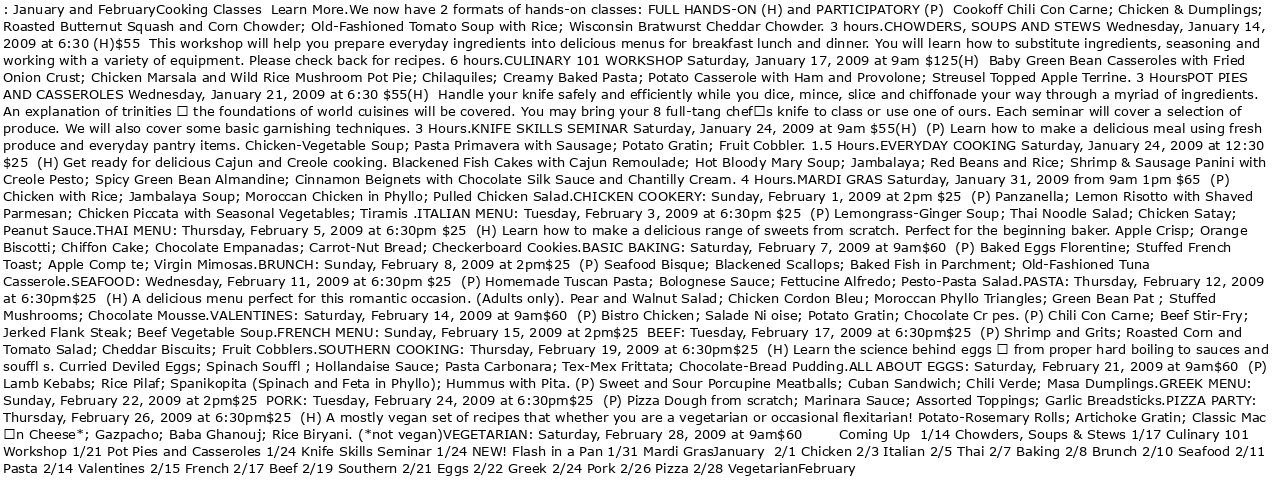 : January and FebruaryCooking Classes  Learn More.We now have 2 formats of hands-on classes: FULL HANDS-ON (H) and PARTICIPATORY (P)  Cookoff Chili Con Carne; Chicken & Dumplings;
Roasted Butternut Squash and Corn Chowder; Old-Fashioned Tomato Soup with Rice; Wisconsin Bratwurst Cheddar Chowder. 3 hours.CHOWDERS, SOUPS AND STEWS Wednesday, January 14,
2009 at 6:30 (H)$55  This workshop will help you prepare everyday ingredients into delicious menus for breakfast lunch and dinner. You will learn how to substitute ingredients, seasoning and
working with a variety of equipment. Please check back for recipes. 6 hours.CULINARY 101 WORKSHOP Saturday, January 17, 2009 at 9am $125(H)  Baby Green Bean Casseroles with Fried
Onion Crust; Chicken Marsala and Wild Rice Mushroom Pot Pie; Chilaquiles; Creamy Baked Pasta; Potato Casserole with Ham and Provolone; Streusel Topped Apple Terrine. 3 HoursPOT PIES
AND CASSEROLES Wednesday, January 21, 2009 at 6:30 $55(H)  Handle your knife safely and efficiently while you dice, mince, slice and chiffonade your way through a myriad of ingredients.
An explanation of trinities □ the foundations of world cuisines will be covered. You may bring your 8 full-tang chef□s knife to class or use one of ours. Each seminar will cover a selection of
produce. We will also cover some basic garnishing techniques. 3 Hours.KNIFE SKILLS SEMINAR Saturday, January 24, 2009 at 9am $55(H)  (P) Learn how to make a delicious meal using fresh
produce and everyday pantry items. Chicken-Vegetable Soup; Pasta Primavera with Sausage; Potato Gratin; Fruit Cobbler. 1.5 Hours.EVERYDAY COOKING Saturday, January 24, 2009 at 12:30
$25  (H) Get ready for delicious Cajun and Creole cooking. Blackened Fish Cakes with Cajun Remoulade; Hot Bloody Mary Soup; Jambalaya; Red Beans and Rice; Shrimp & Sausage Panini with
Creole Pesto; Spicy Green Bean Almandine; Cinnamon Beignets with Chocolate Silk Sauce and Chantilly Cream. 4 Hours.MARDI GRAS Saturday, January 31, 2009 from 9am 1pm $65  (P)
Chicken with Rice; Jambalaya Soup; Moroccan Chicken in Phyllo; Pulled Chicken Salad.CHICKEN COOKERY: Sunday, February 1, 2009 at 2pm $25  (P) Panzanella; Lemon Risotto with Shaved
Parmesan; Chicken Piccata with Seasonal Vegetables; Tiramis .ITALIAN MENU: Tuesday, February 3, 2009 at 6:30pm $25  (P) Lemongrass-Ginger Soup; Thai Noodle Salad; Chicken Satay;
Peanut Sauce.THAI MENU: Thursday, February 5, 2009 at 6:30pm $25  (H) Learn how to make a delicious range of sweets from scratch. Perfect for the beginning baker. Apple Crisp; Orange
Biscotti; Chiffon Cake; Chocolate Empanadas; Carrot-Nut Bread; Checkerboard Cookies.BASIC BAKING: Saturday, February 7, 2009 at 9am$60  (P) Baked Eggs Florentine; Stuffed French
Toast; Apple Comp te; Virgin Mimosas.BRUNCH: Sunday, February 8, 2009 at 2pm$25  (P) Seafood Bisque; Blackened Scallops; Baked Fish in Parchment; Old-Fashioned Tuna
Casserole.SEAFOOD: Wednesday, February 11, 2009 at 6:30pm $25  (P) Homemade Tuscan Pasta; Bolognese Sauce; Fettucine Alfredo; Pesto-Pasta Salad.PASTA: Thursday, February 12, 2009
at 6:30pm$25  (H) A delicious menu perfect for this romantic occasion. (Adults only). Pear and Walnut Salad; Chicken Cordon Bleu; Moroccan Phyllo Triangles; Green Bean Pat ; Stuffed
Mushrooms; Chocolate Mousse.VALENTINES: Saturday, February 14, 2009 at 9am$60  (P) Bistro Chicken; Salade Ni oise; Potato Gratin; Chocolate Cr pes. (P) Chili Con Carne; Beef Stir-Fry;
Jerked Flank Steak; Beef Vegetable Soup.FRENCH MENU: Sunday, February 15, 2009 at 2pm$25  BEEF: Tuesday, February 17, 2009 at 6:30pm$25  (P) Shrimp and Grits; Roasted Corn and
Tomato Salad; Cheddar Biscuits; Fruit Cobblers.SOUTHERN COOKING: Thursday, February 19, 2009 at 6:30pm$25  (H) Learn the science behind eggs □ from proper hard boiling to sauces and
souffl s. Curried Deviled Eggs; Spinach Souffl ; Hollandaise Sauce; Pasta Carbonara; Tex-Mex Frittata; Chocolate-Bread Pudding.ALL ABOUT EGGS: Saturday, February 21, 2009 at 9am$60  (P)
Lamb Kebabs; Rice Pilaf; Spanikopita (Spinach and Feta in Phyllo); Hummus with Pita. (P) Sweet and Sour Porcupine Meatballs; Cuban Sandwich; Chili Verde; Masa Dumplings.GREEK MENU:
Sunday, February 22, 2009 at 2pm$25  PORK: Tuesday, February 24, 2009 at 6:30pm$25  (P) Pizza Dough from scratch; Marinara Sauce; Assorted Toppings; Garlic Breadsticks.PIZZA PARTY:
Thursday, February 26, 2009 at 6:30pm$25  (H) A mostly vegan set of recipes that whether you are a vegetarian or occasional flexitarian! Potato-Rosemary Rolls; Artichoke Gratin; Classic Mac
□n Cheese*; Gazpacho; Baba Ghanouj; Rice Biryani. (*not vegan)VEGETARIAN: Saturday, February 28, 2009 at 9am$60        Coming Up  1/14 Chowders, Soups & Stews 1/17 Culinary 101
Workshop 1/21 Pot Pies and Casseroles 1/24 Knife Skills Seminar 1/24 NEW! Flash in a Pan 1/31 Mardi GrasJanuary  2/1 Chicken 2/3 Italian 2/5 Thai 2/7 Baking 2/8 Brunch 2/10 Seafood 2/11
Pasta 2/14 Valentines 2/15 French 2/17 Beef 2/19 Southern 2/21 Eggs 2/22 Greek 2/24 Pork 2/26 Pizza 2/28 VegetarianFebruary